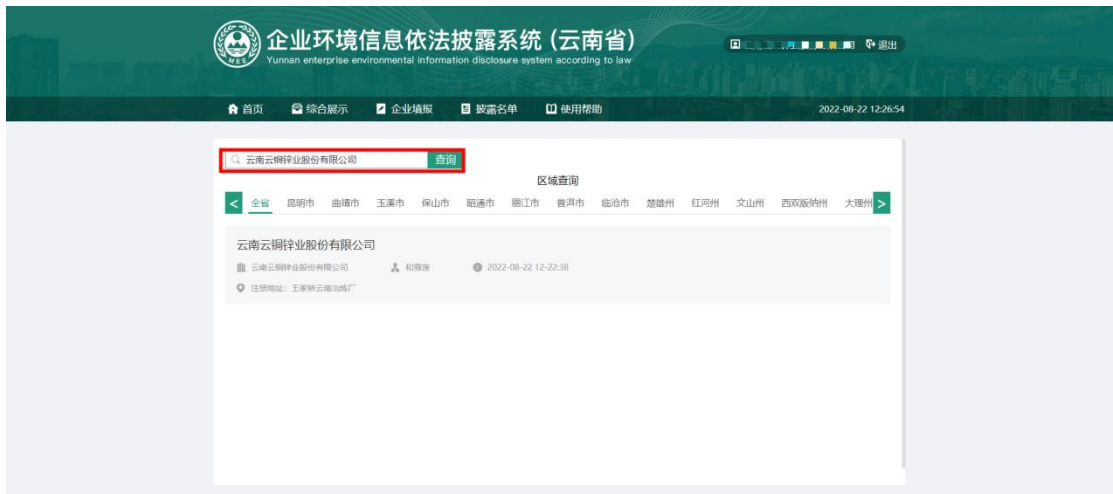 企业环境信息依法披露系统 (云南省)
Yunnan enterprise environmental information disclosure system according to law
MEE
退出
首页 综合展示 企业填报 披露名单 使用帮助 2022-08-22 12:26:54
云南云铜锌业股份有限公司 查询
区域查询
< 全省 昆明市 曲靖市 玉溪市 保山市 昭通市 丽江市 普洱市 临沧市 楚雄州 红河州 文山州 西双版纳州 大理州 >
云南云铜锌业股份有限公司
云南云铜锌业股份有限公司 2022-08-22 12-22:38
注册地址：王家桥云南冶炼厂